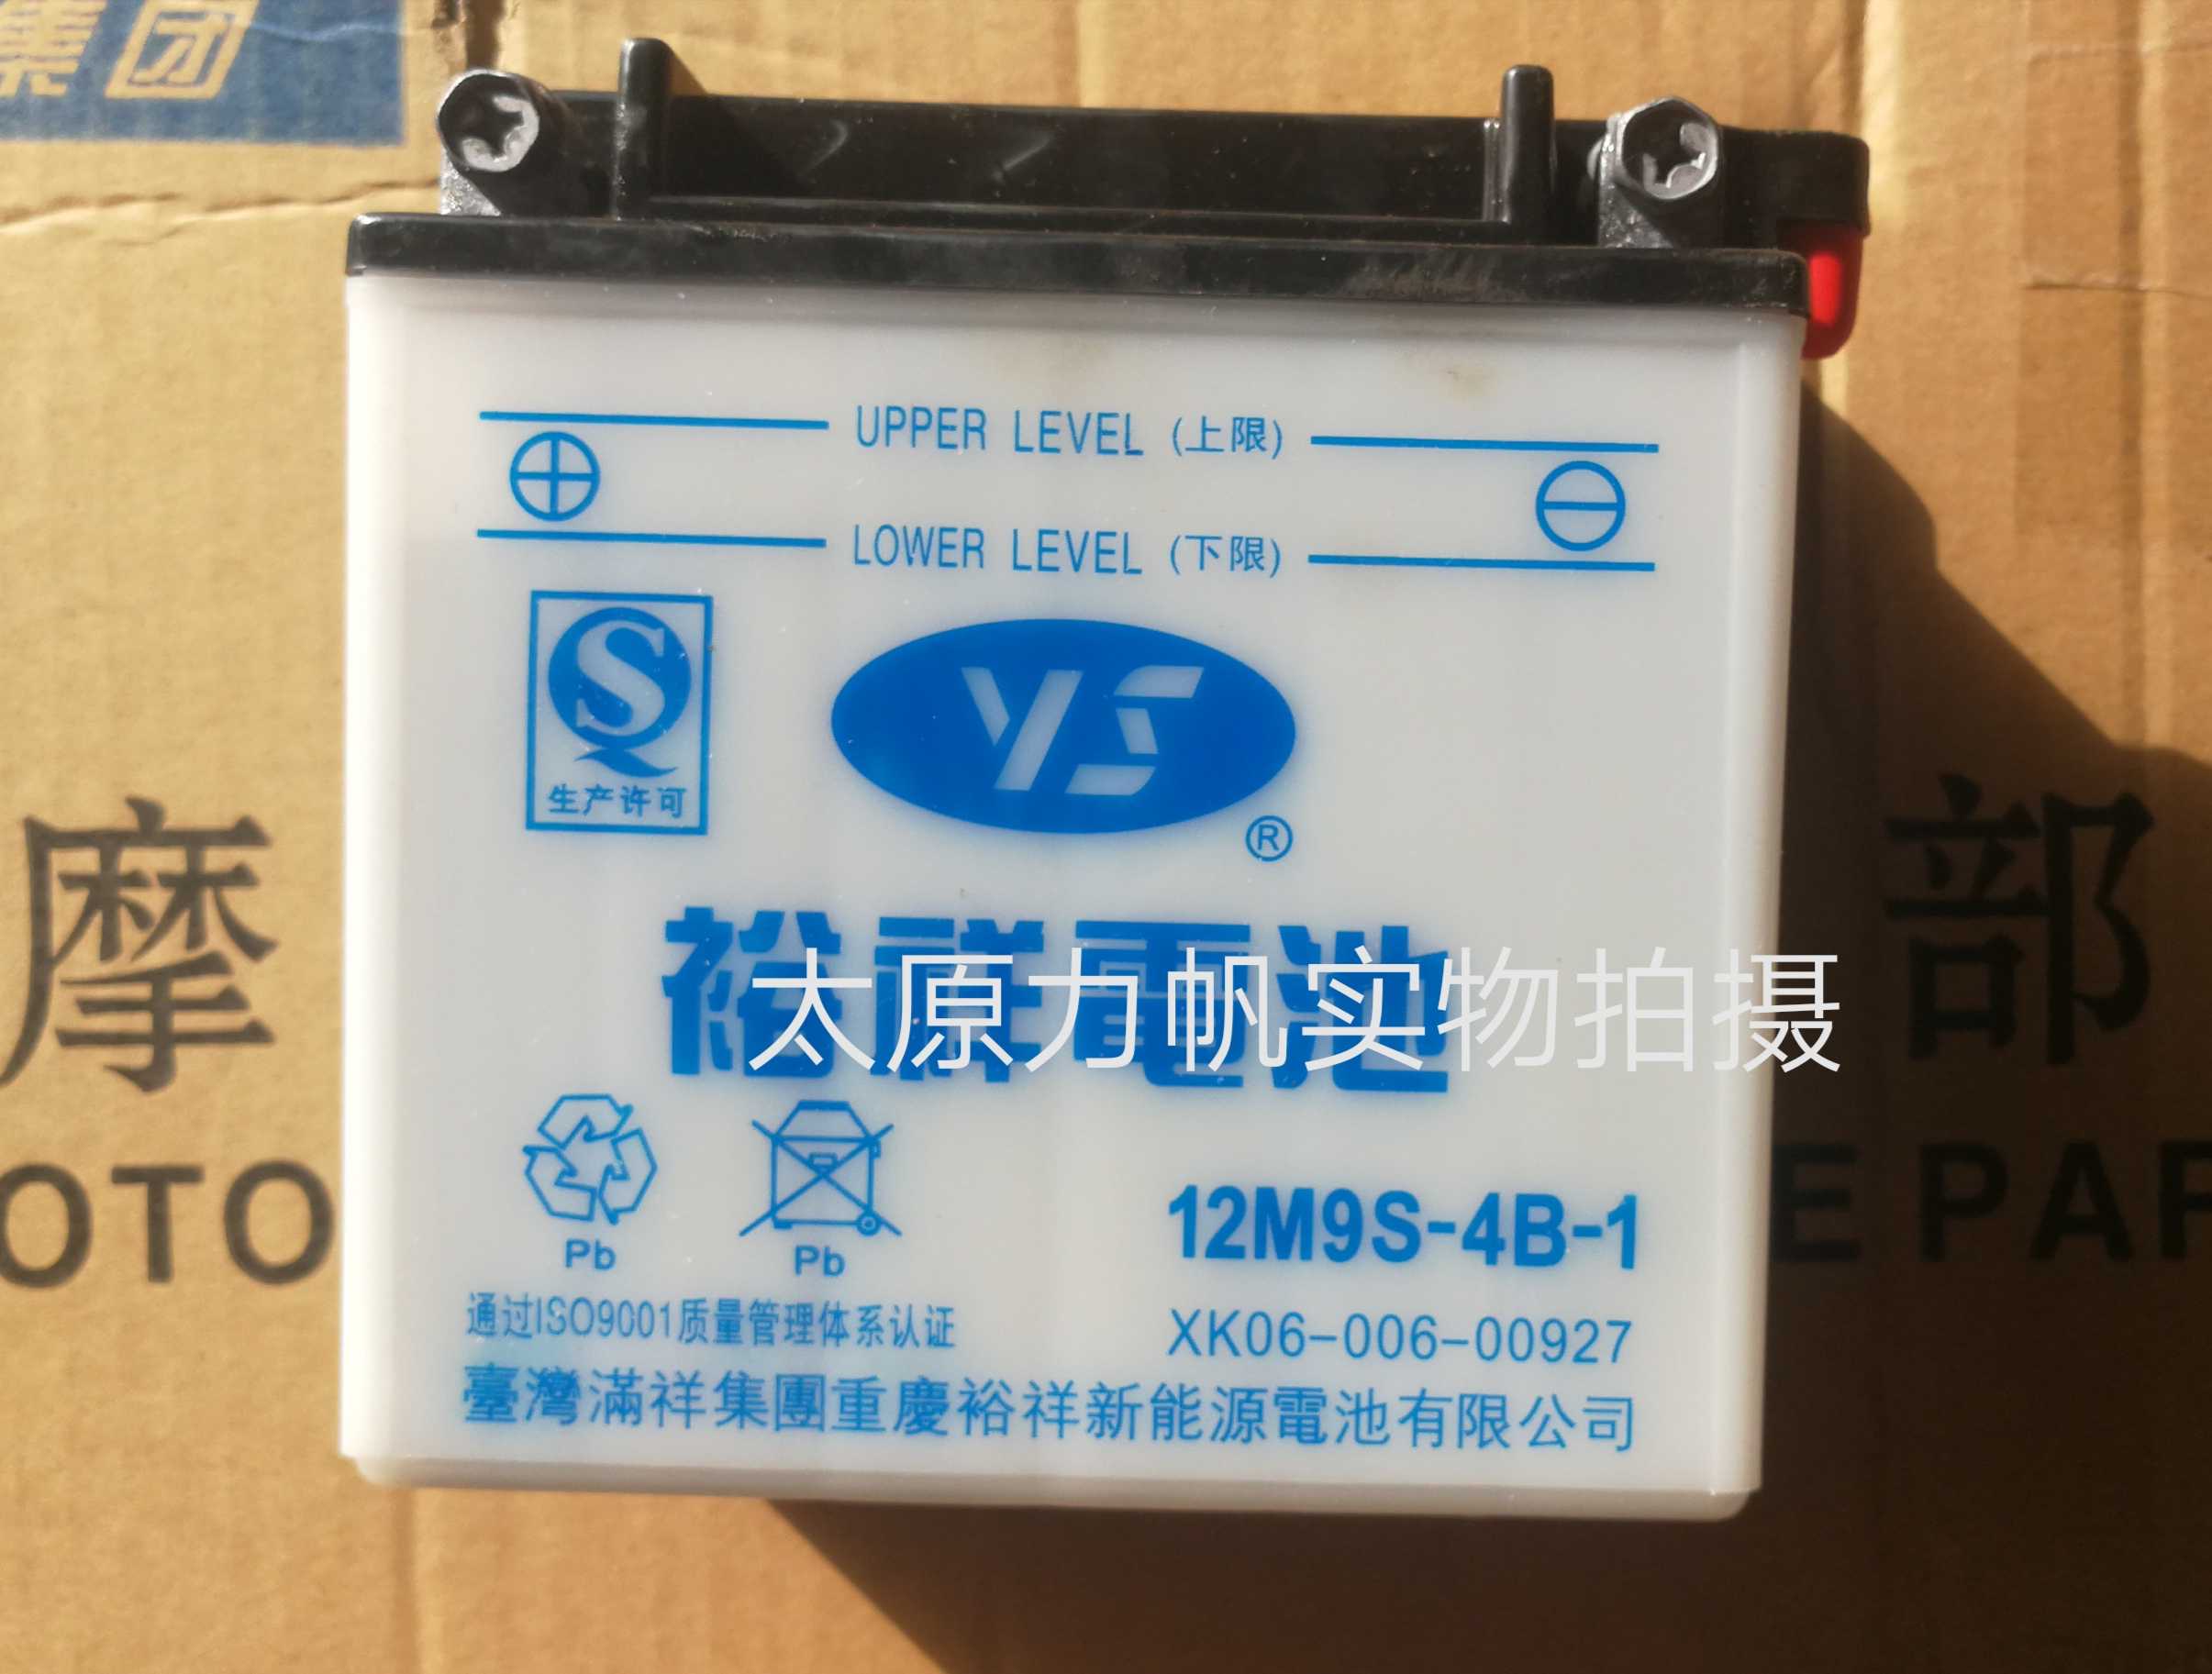 集团
UPPER LEVEL (上限)
⊕ ⊖
LOWER LEVEL (下限)
QS
生产许可
YS
®
裕祥電池
太原力帆实物拍摄
摩 部
OTO E PAR
Pb
Pb
12M9S-4B-1
通过ISO9001质量管理体系认证
XK06-006-00927
臺灣滿祥集團重慶裕祥新能源電池有限公司